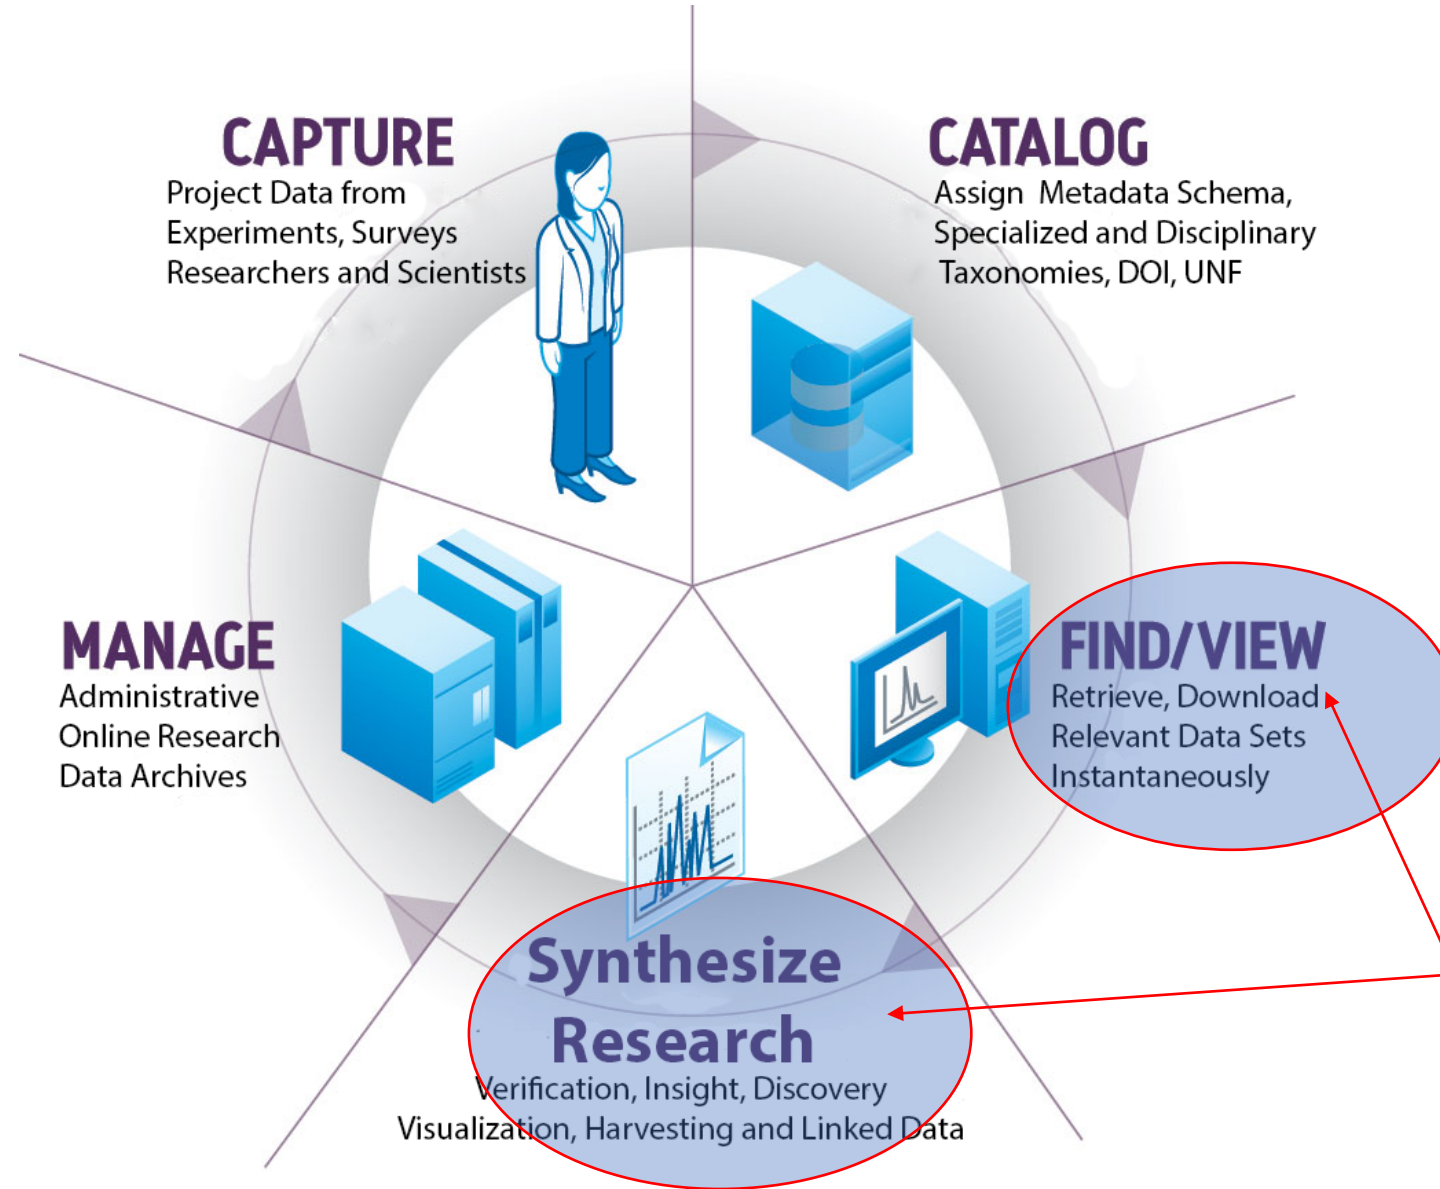 CAPTURE
Project Data from
Experiments, Surveys
Researchers and Scientists
CATALOG
Assign Metadata Schema,
Specialized and Disciplinary
Taxonomies, DOI, UNF
FIND/VIEW
Retrieve, Download
Relevant Data Sets
Instantaneously
Synthesize
Research
Verification, Insight, Discovery
Visualization, Harvesting and Linked Data
MANAGE
Administrative
Online Research
Data Archives